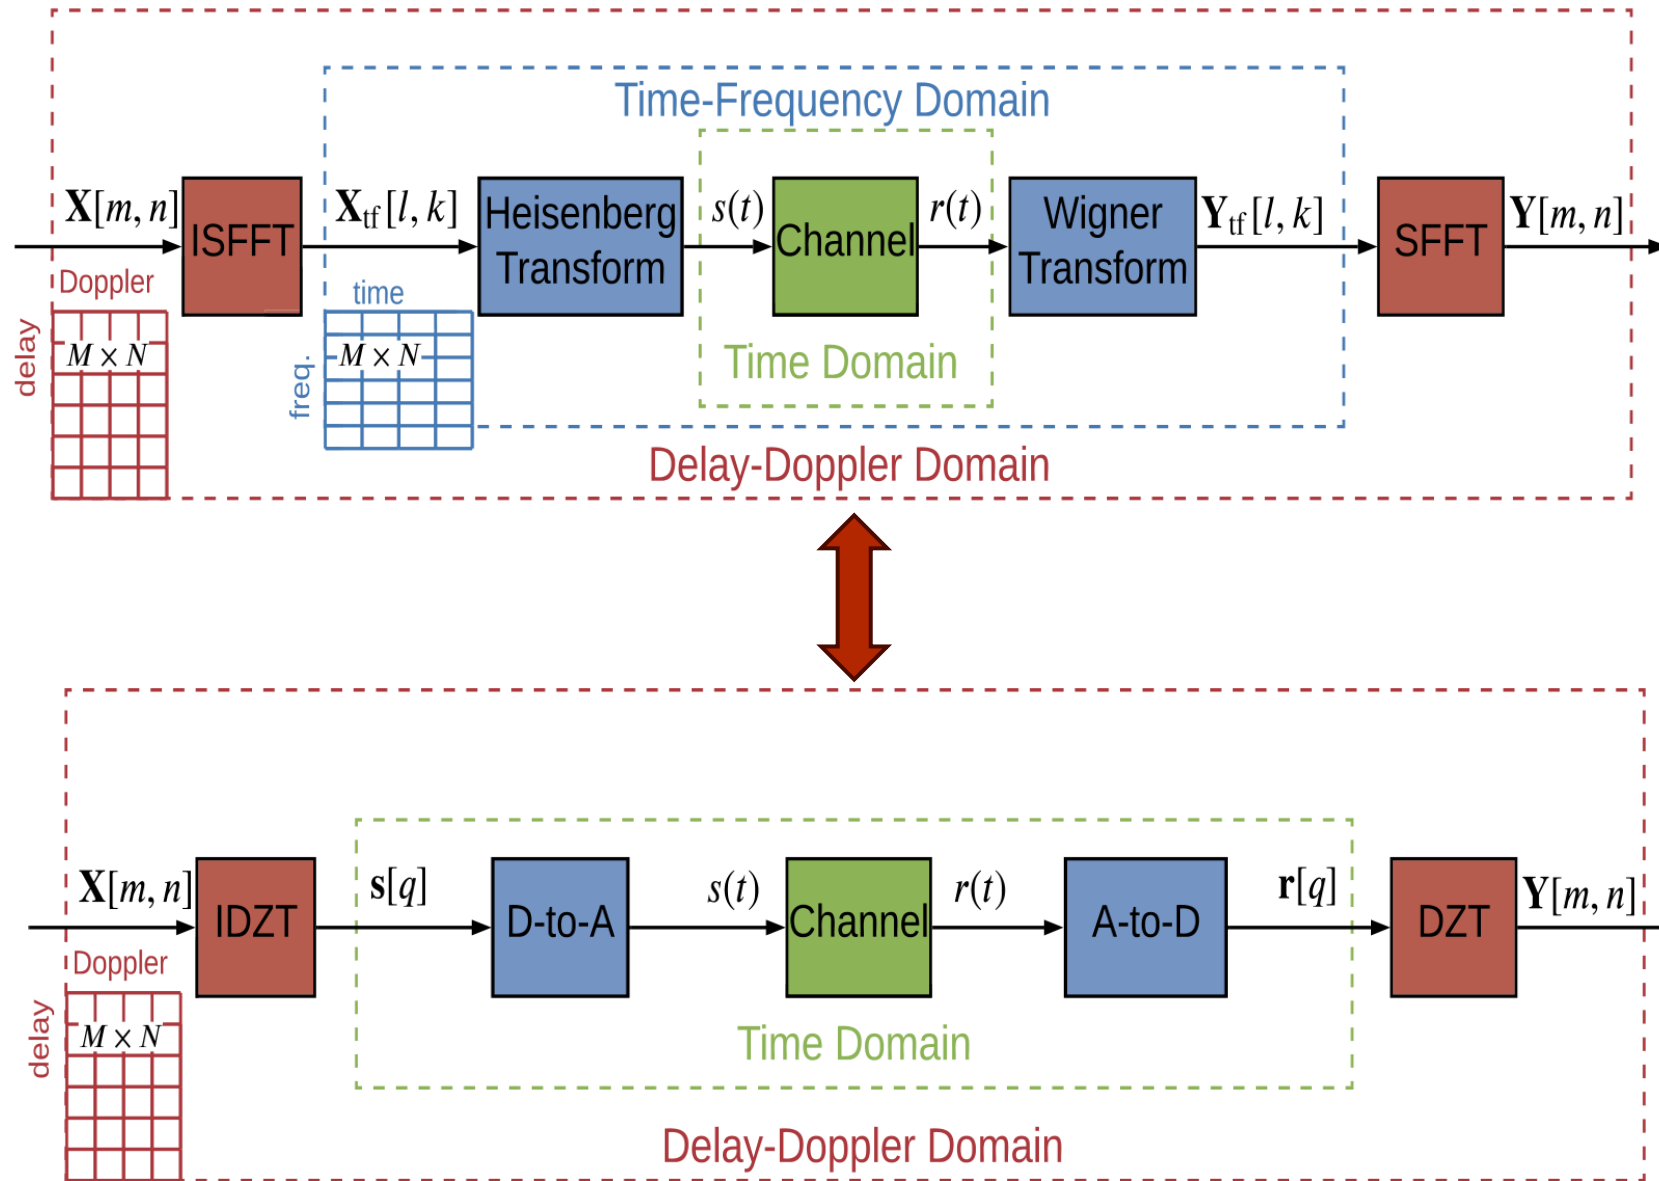 Time-Frequency Domain
X[m, n]
ISFFT
X_tf[l, k]
Heisenberg
Transform
s(t)
Channel
r(t)
Wigner
Transform
Y_tf[l, k]
SFFT
Y[m, n]
Doppler
delay
M × N
time
freq.
M × N
Time Domain
Delay-Doppler Domain
X[m, n]
IDZT
s[q]
D-to-A
s(t)
Channel
r(t)
A-to-D
r[q]
DZT
Y[m, n]
Doppler
delay
M × N
Time Domain
Delay-Doppler Domain